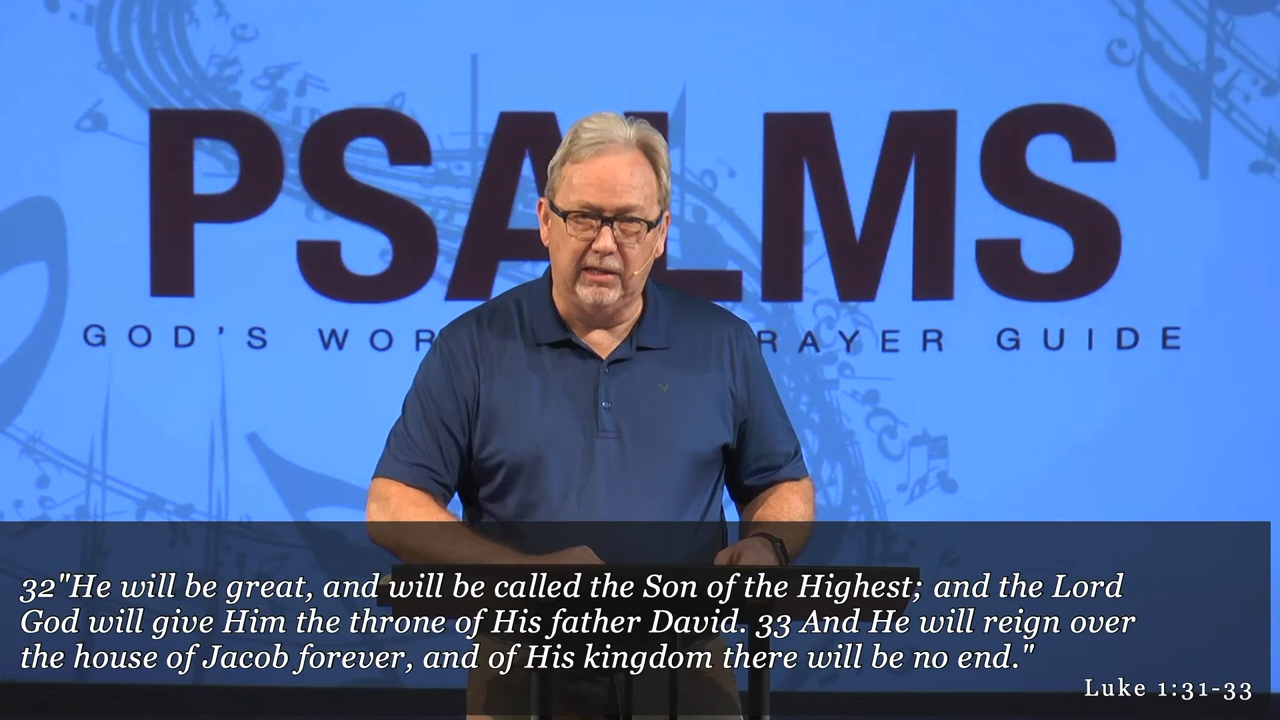 PSALMS
GOD'S WOR RAYER GUIDE
32"He will be great, and will be called the Son of the Highest; and the Lord
God will give Him the throne of His father David. 33 And He will reign over
the house of Jacob forever, and of His kingdom there will be no end."
Luke 1:31-33